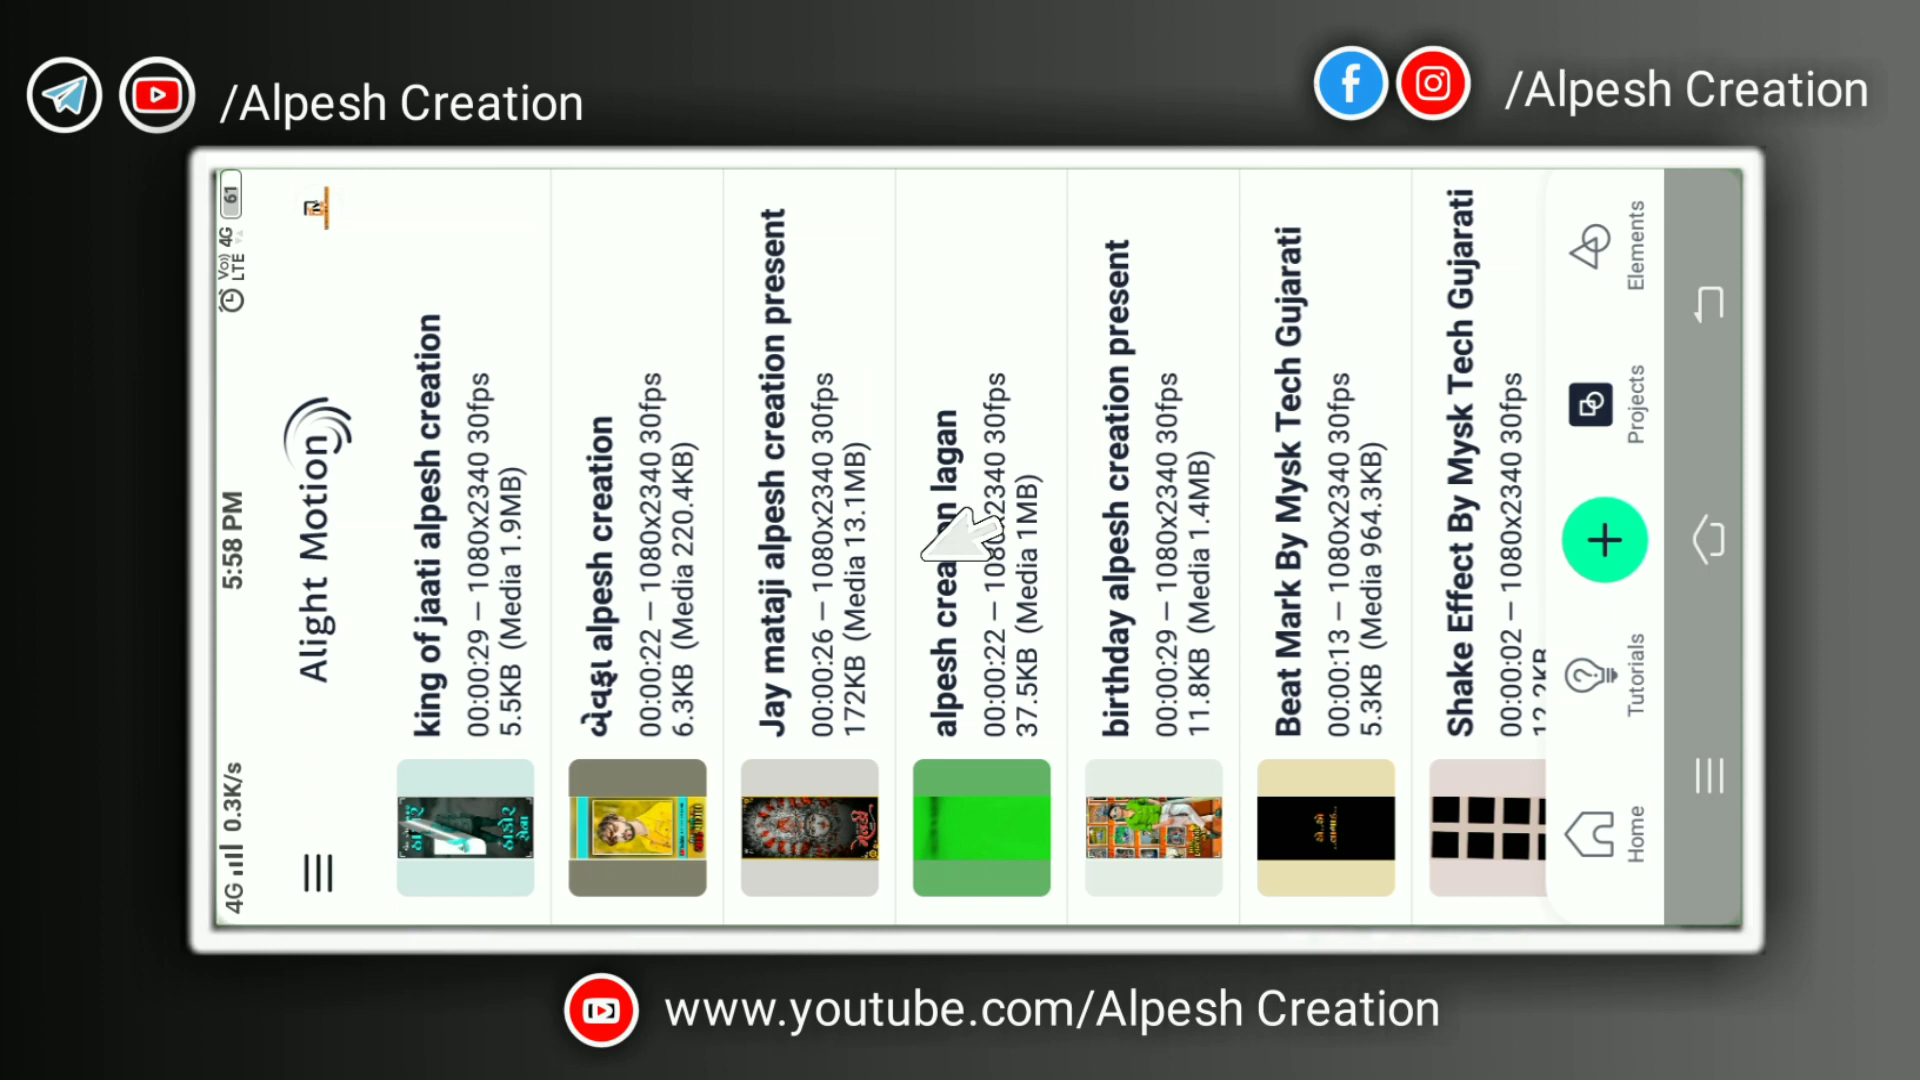 /Alpesh Creation
/Alpesh Creation
4G 0.3K/s
5:58 PM
Vo)) LTE 4G 61
Alight Motion
king of jaati alpesh creation
00:00:29 – 1080x2340 30fps
5.5KB (Media 1.9MB)
alpesh creation
00:00:22 – 1080x2340 30fps
6.3KB (Media 220.4KB)
Jay mataji alpesh creation present
00:00:26 – 1080x2340 30fps
172KB (Media 13.1MB)
alpesh lagan
00:00:22 – 30fps
37.5KB (Media 1MB)
birthday alpesh creation present
00:00:29 – 1080x2340 30fps
11.8KB (Media 1.4MB)
Beat Mark By Mysk Tech Gujarati
00:00:13 – 1080x2340 30fps
5.3KB (Media 964.3KB)
Shake Effect By Mysk Tech Gujarati
00:00:02 – 1080x2340 30fps
Home
Tutorials
Projects
Elements
www.youtube.com/Alpesh Creation